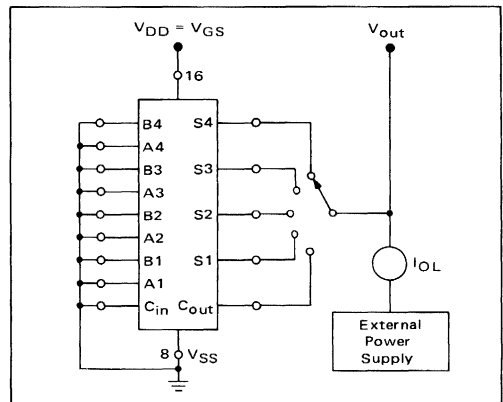 VDD = VGS
Vout
16
B4
A4
B3
A3
B2
A2
B1
A1
Cin
S4
S3
S2
S1
Cout
8
VSS
IOL
External
Power
Supply